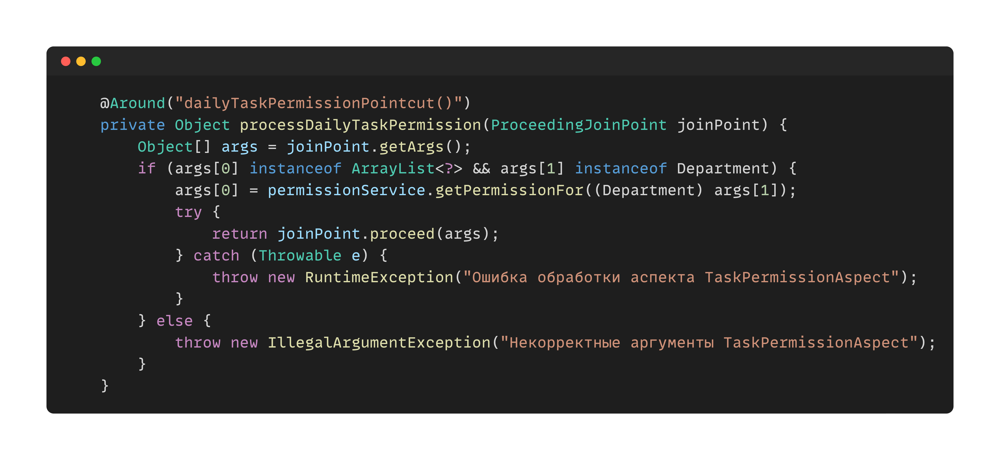 @Around("dailyTaskPermissionPointcut()")
private Object processDailyTaskPermission(ProceedingJoinPoint joinPoint) {
    Object[] args = joinPoint.getArgs();
    if (args[0] instanceof ArrayList<?> && args[1] instanceof Department) {
        args[0] = permissionService.getPermissionFor((Department) args[1]);
        try {
            return joinPoint.proceed(args);
        } catch (Throwable e) {
            throw new RuntimeException("Ошибка обработки аспекта TaskPermissionAspect");
        }
    } else {
        throw new IllegalArgumentException("Некорректные аргументы TaskPermissionAspect");
    }
}